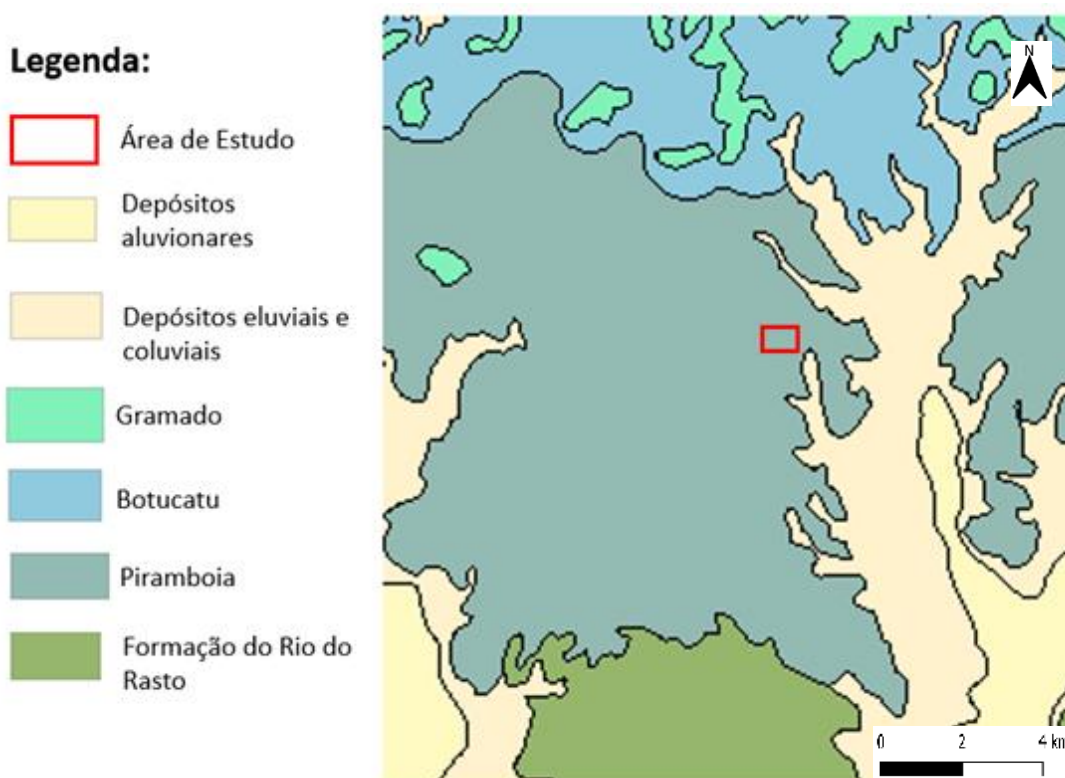 Legenda:
Área de Estudo
Depósitos
aluvionares
Depósitos eluviais e
coluviais
Gramado
Botucatu
Piramboia
Formação do Rio do
Rasto
N
0 2 4 km